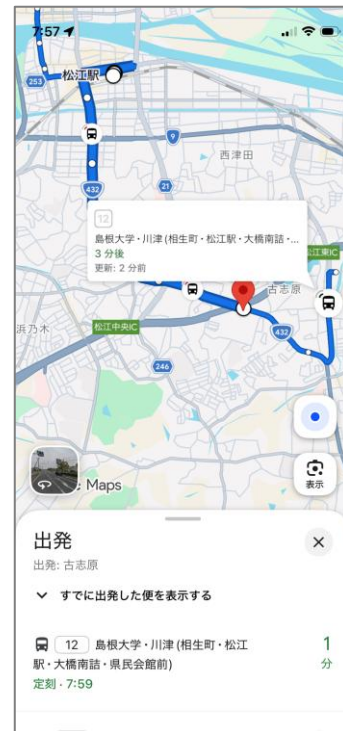 7:57
253
松江駅
9
西津田
432
21
12
島根大学・川津 (相生町・松江駅・大橋南詰・...
3 分後
更新: 2 分前
江東IC
古志原
浜乃木
松江中央IC
432
246
Maps
表示
出発
出発: 古志原
すでに出発した便を表示する
12 島根大学・川津 (相生町・松江
駅・大橋南詰・県民会館前)
定刻・7:59
1
分